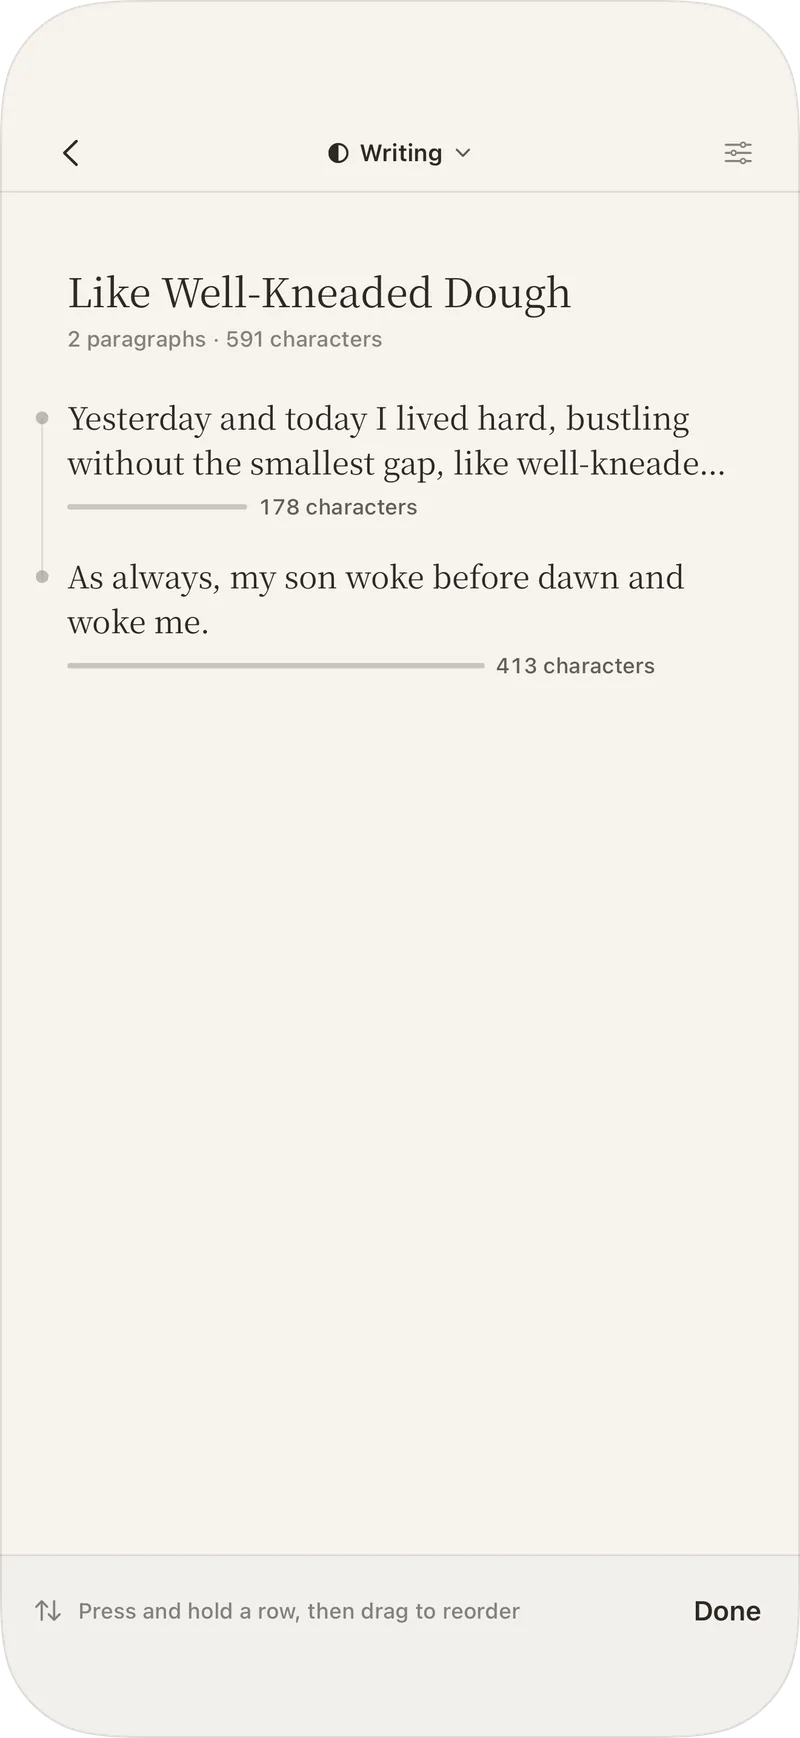 Writing
Like Well-Kneaded Dough
2 paragraphs · 591 characters
Yesterday and today I lived hard, bustling
without the smallest gap, like well-kneade...
178 characters
As always, my son woke before dawn and
woke me.
413 characters
Press and hold a row, then drag to reorder
Done